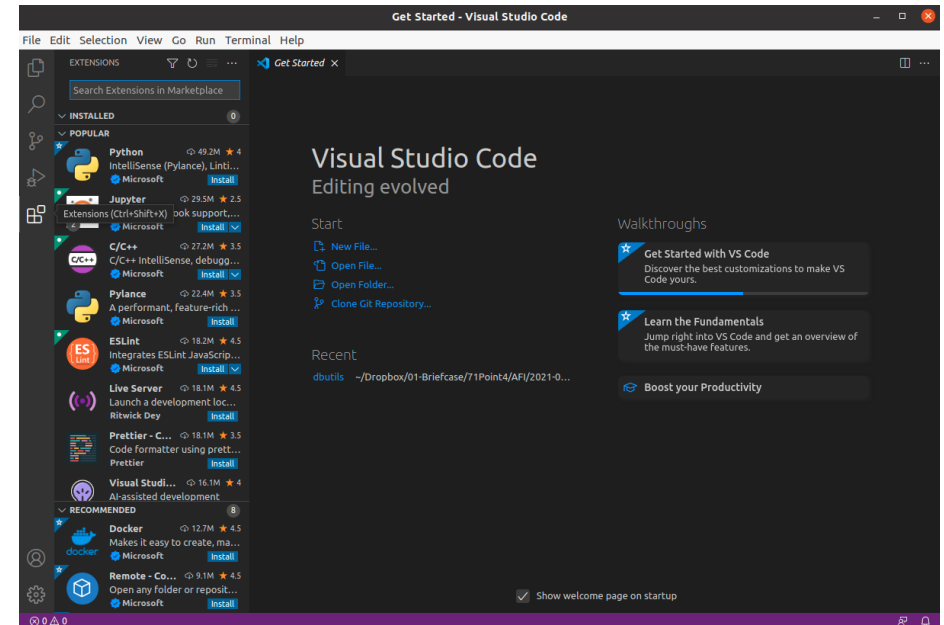 Get Started - Visual Studio Code
File Edit Selection View Go Run Terminal Help
EXTENSIONS
Get Started
Search Extensions in Marketplace
INSTALLED 0
POPULAR
Python 49.2M ★ 4
IntelliSense (Pylance), Linti...
Microsoft Install
Jupyter 29.5M ★ 2.5
Extensions (Ctrl+Shift+X) ook support,...
Microsoft Install
C/C++ 27.2M ★ 3.5
C/C++ C/C++ IntelliSense, debugg...
Microsoft Install
Pylance 22.4M ★ 3.5
A performant, feature-rich ...
Microsoft Install
ESLint 18.2M ★ 4.5
ES Lint Integrates ESLint JavaScrip...
Microsoft Install
Live Server 18.1M ★ 4.5
Launch a development loc...
Ritwick Dey Install
Prettier - C... 18.1M ★ 3.5
Code formatter using prett...
Prettier Install
Visual Studi... 16.1M ★ 4
AI-assisted development
RECOMMENDED 8
Docker 12.7M ★ 4.5
Makes it easy to create, ma...
docker Microsoft Install
Remote - Co... 9.1M ★ 4.5
Open any folder or reposit...
Microsoft Install
Visual Studio Code
Editing evolved
Start
New File...
Open File...
Open Folder...
Clone Git Repository...
Recent
dbutils ~/Dropbox/01-Briefcase/71Point4/AFI/2021-0...
Walkthroughs
Get Started with VS Code
Discover the best customizations to make VS
Code yours.
Learn the Fundamentals
Jump right into VS Code and get an overview of
the must-have features.
Boost your Productivity
Show welcome page on startup
0 0